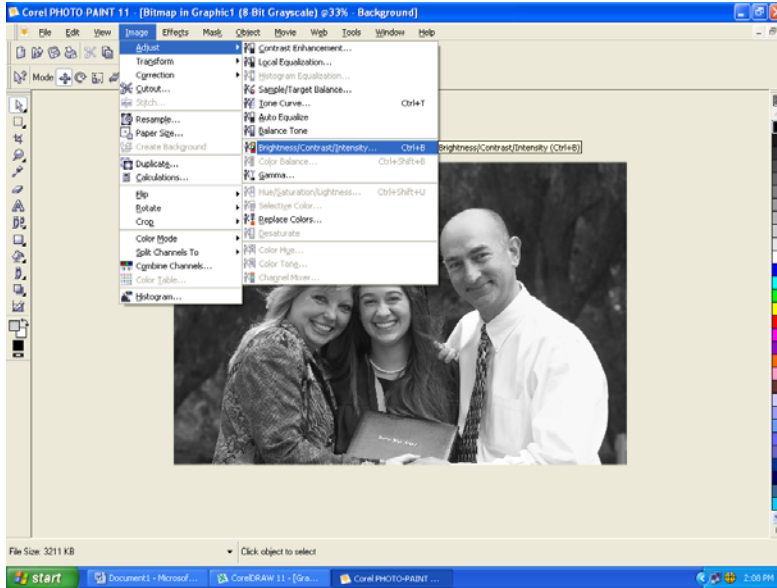 Corel PHOTO-PAINT 11 - [Bitmap in Graphic1 (8-Bit Grayscale) @33% - Background]
File Edit View Image Effects Mask Object Movie Web Tools Window Help
Mode
Adjust
Transform
Correction
Cutout...
Stitch...
Resample...
Paper Size...
Create Background
Duplicate...
Calculations...
Flip
Rotate
Crop
Color Mode
Split Channels To
Combine Channels...
Color Table...
Histogram...
Contrast Enhancement...
Local Equalization...
Histogram Equalization...
Sample/Target Balance...
Tone Curve... Ctrl+T
Auto Equalize
Balance Tone
Brightness/Contrast/Intensity... Ctrl+B
Brightness/Contrast/Intensity (Ctrl+B)
Color Balance... Ctrl+Shift+B
Gamma...
Hue/Saturation/Lightness... Ctrl+Shift+U
Selective Color...
Replace Colors...
Desaturate
Color Hue...
Color Tone...
Channel Mixer...
File Size: 3211 KB
Click object to select
start
Document1 - Microsof...
CorelDRAW 11 - [Gra...
Corel PHOTO-PAINT ...
2:08 PM